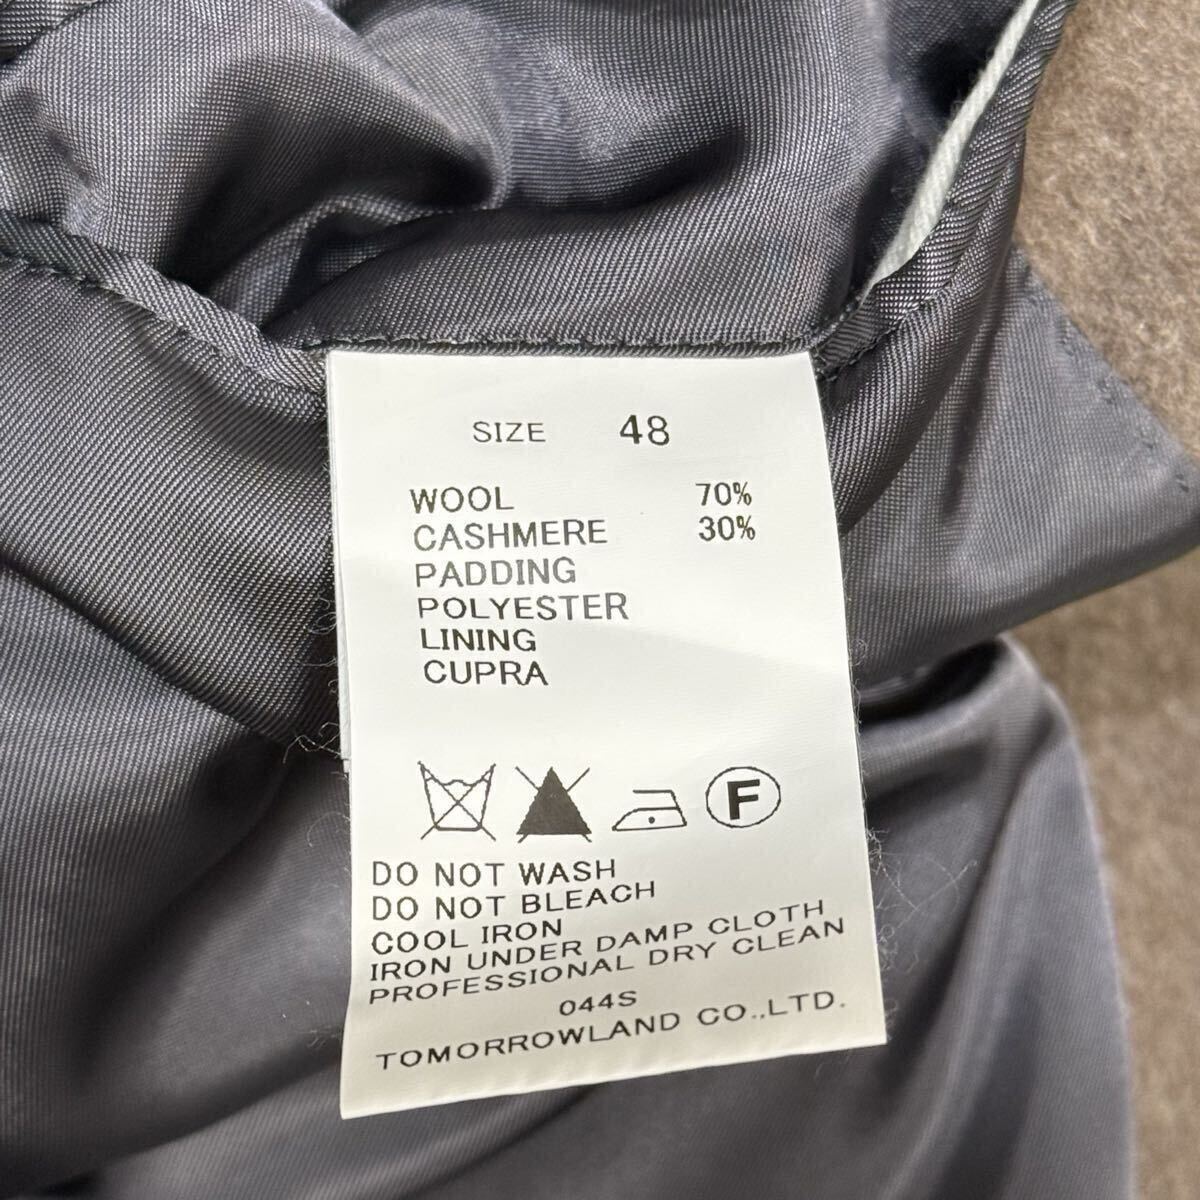 SIZE 48
WOOL 70%
CASHMERE 30%
PADDING
POLYESTER
LINING
CUPRA
F
DO NOT WASH
DO NOT BLEACH
COOL IRON
IRON UNDER DAMP CLOTH
PROFESSIONAL DRY CLEAN
044S
TOMORROWLAND CO.,LTD.